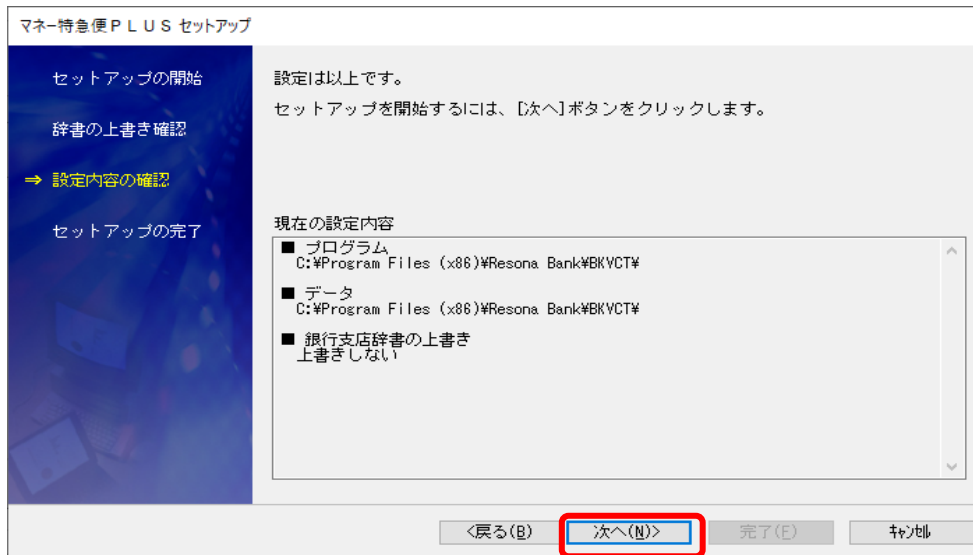 マネー特急便ＰＬＵＳ セットアップ
セットアップの開始
辞書の上書き確認
⇒ 設定内容の確認
セットアップの完了
設定は以上です。
セットアップを開始するには、[次へ]ボタンをクリックします。
現在の設定内容
■ プログラム
C:¥Program Files (x86)¥Resona Bank¥BKVCT¥
■ データ
C:¥Program Files (x86)¥Resona Bank¥BKVCT¥
■ 銀行支店辞書の上書き
上書きしない
<戻る(B) 次へ(N)> 完了(F) ｷｬﾝｾﾙ